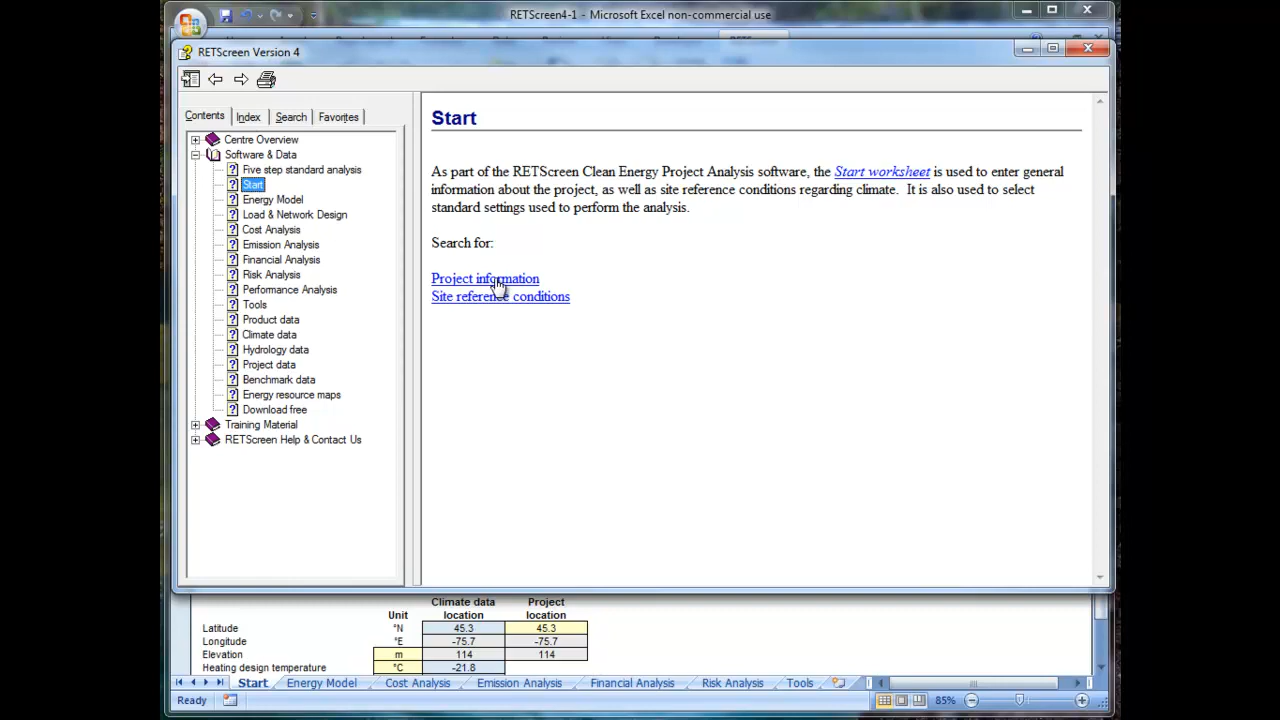 RETScreen4-1 - Microsoft Excel non-commercial use
RETScreen Version 4
Contents Index Search Favorites
Centre Overview
Software & Data
Five step standard analysis
Start
Energy Model
Load & Network Design
Cost Analysis
Emission Analysis
Financial Analysis
Risk Analysis
Performance Analysis
Tools
Product data
Climate data
Hydrology data
Project data
Benchmark data
Energy resource maps
Download free
Training Material
RETScreen Help & Contact Us
Start
As part of the RETScreen Clean Energy Project Analysis software, the Start worksheet is used to enter general
information about the project, as well as site reference conditions regarding climate. It is also used to select
standard settings used to perform the analysis.
Search for:
Project information
Site reference conditions
Climate data Project
Unit location location
Latitude °N 45.3 45.3
Longitude °E -75.7 -75.7
Elevation m 114 114
Heating design temperature °C -21.8
Start Energy Model Cost Analysis Emission Analysis Financial Analysis Risk Analysis Tools
Ready 85%